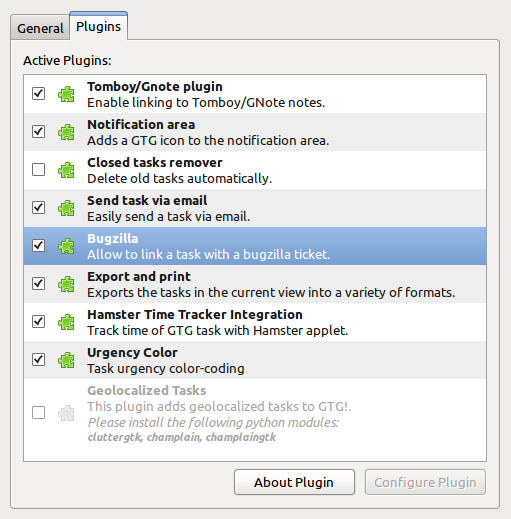 General
Plugins
Active Plugins:
Tomboy/Gnote plugin
Enable linking to Tomboy/GNote notes.
Notification area
Adds a GTG icon to the notification area.
Closed tasks remover
Delete old tasks automatically.
Send task via email
Easily send a task via email.
Bugzilla
Allow to link a task with a bugzilla ticket.
Export and print
Exports the tasks in the current view into a variety of formats.
Hamster Time Tracker Integration
Track time of GTG task with Hamster applet.
Urgency Color
Task urgency color-coding
Geolocalized Tasks
This plugin adds geolocalized tasks to GTG!.
Please install the following python modules:
cluttergtk, champlain, champlaingtk
About Plugin
Configure Plugin